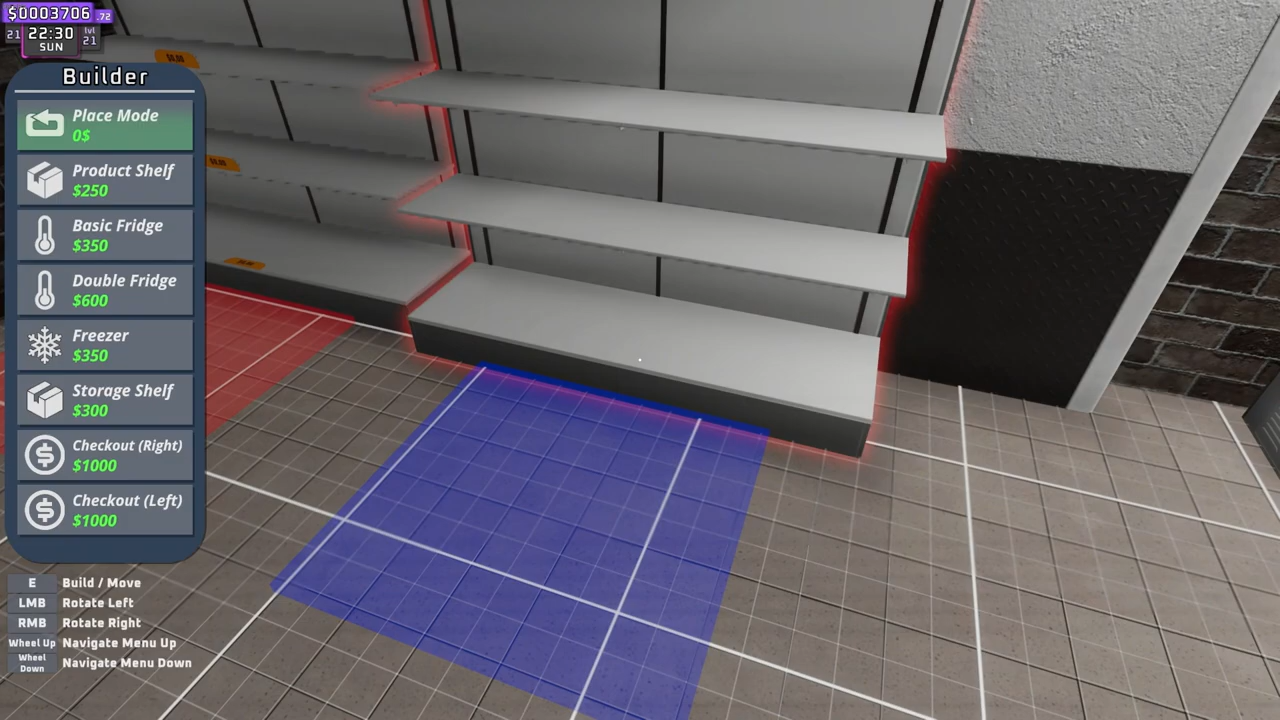 $0003706.72
21 22:30 lvl 21
SUN
Builder
Place Mode
0$
Product Shelf
$250
Basic Fridge
$350
Double Fridge
$600
Freezer
$350
Storage Shelf
$300
Checkout (Right)
$1000
Checkout (Left)
$1000
E Build / Move
LMB Rotate Left
RMB Rotate Right
Wheel Up Navigate Menu Up
Wheel Down Navigate Menu Down